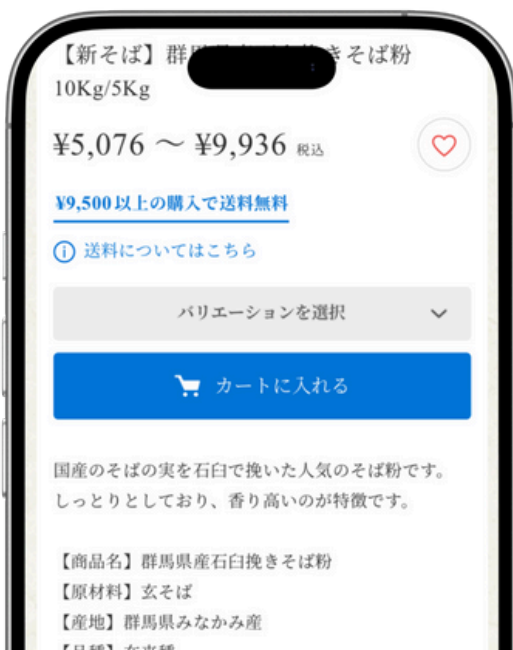 【新そば】群 きそば粉
10Kg/5Kg
¥5,076 〜 ¥9,936 税込
¥9,500以上の購入で送料無料
送料についてはこちら
バリエーションを選択
カートに入れる
国産のそばの実を石臼で挽いた人気のそば粉です。
しっとりとしており、香り高いのが特徴です。
【商品名】群馬県産石臼挽きそば粉
【原材料】玄そば
【産地】群馬県みなかみ産